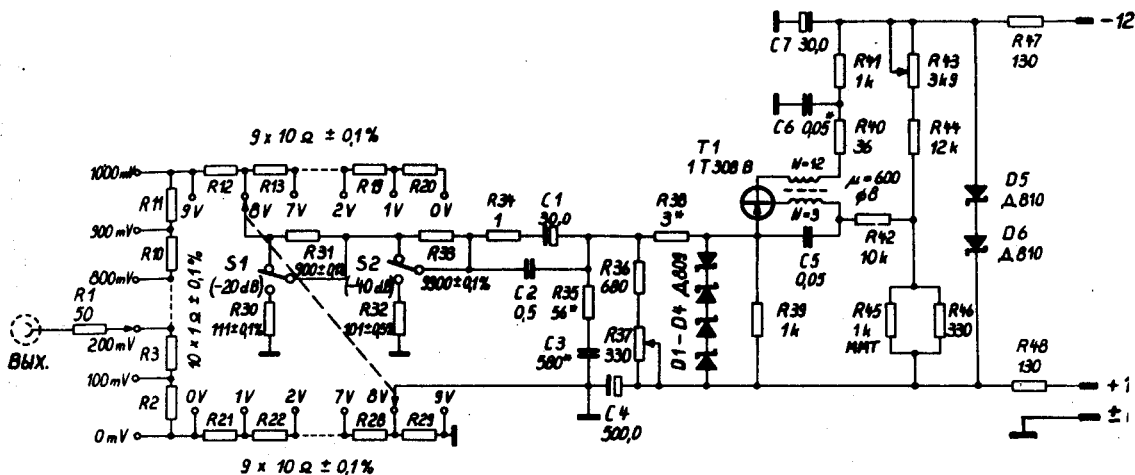 C7 30,0
R41
1k
R43
3k9
R47
130
-12
C6 0,05*
R40
36
R44
12k
9 x 10 Ω ± 0,1%
T1
1T308B
N=12
μ=600
ф8
N=3
Д5
Д810
Д6
Д810
1000mV
R12
R13
R19
R20
9V
8V
7V
2V
1V
0V
R11
900mV
R10
800mV
10 x 1 Ω ± 0,1%
R34
1
C1
30,0
R38
3*
R42
10k
C5
0,05
R31
900±0,1%
S1
(-20dB)
S2
(-40dB)
R33
9900±0,1%
R30
111±0,1%
R32
C2
0,5
R35
56*
R36
680
C3
580*
R37
330
D1-D4 Д809
R39
1k
R45
1k
MMT
R46
330
R48
130
R1
50
ВЫХ.
200mV
R3
100mV
R2
0mV
0V
1V
2V
7V
8V
9V
R21
R22
R28
R29
C4
500,0
+1
±
9 x 10 Ω ± 0,1%